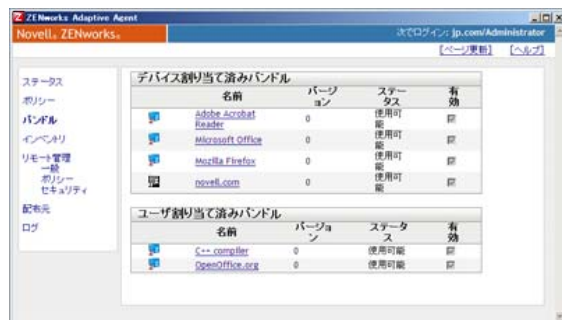 ZENworks Adaptive Agent
Novell® ZENworks®
次でログイン: jp.com/Administrator
[ページ更新] [ヘルプ]
ステータス
ポリシー
バンドル
インベントリ
リモート管理
一般
ポリシー
セキュリティ
配布元
ログ
デバイス割り当て済みバンドル
名前 バージョン ステータス 有効
Adobe Acrobat Reader 0 使用可能
Microsoft Office 0 使用可能
Mozilla Firefox 0 使用可能
novell.com 0 使用可能
ユーザ割り当て済みバンドル
名前 バージョン ステータス 有効
C++ compiler 0 使用可能
OpenOffice.org 0 使用可能